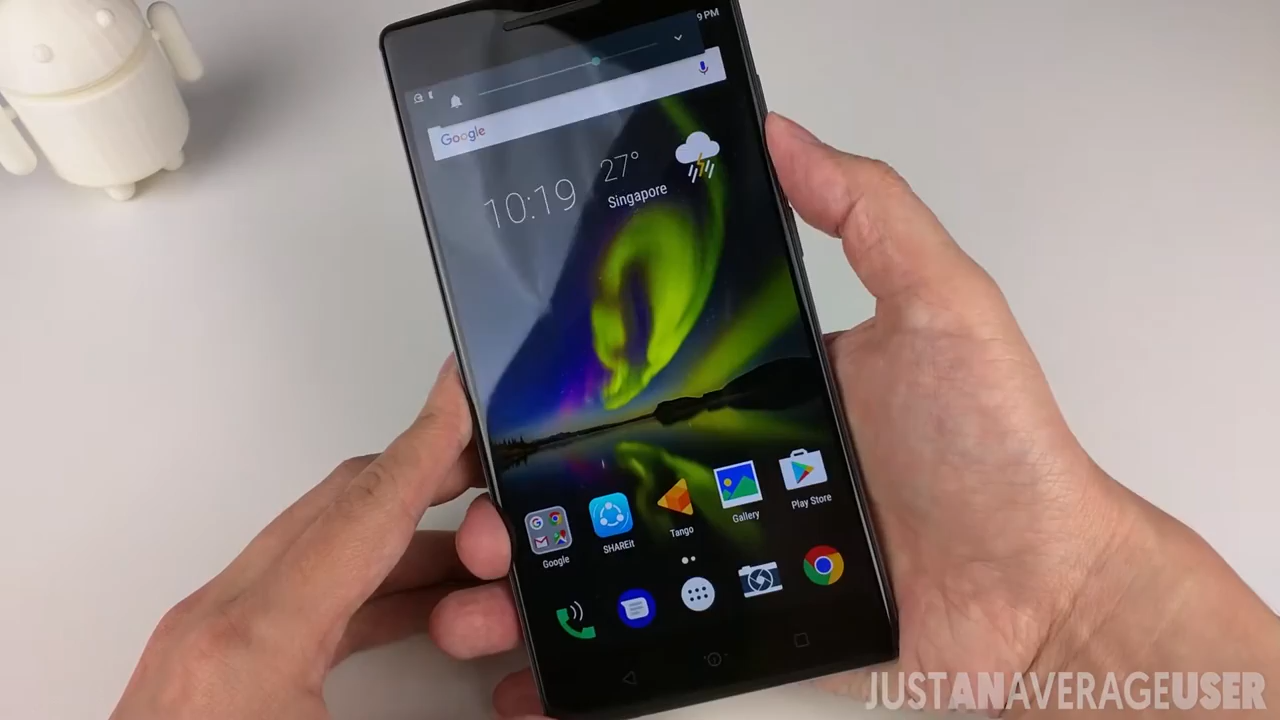 9 PM
Google
10:19
27°
Singapore
Google
SHAREit
Tango
Gallery
Play Store
JUSTANAVERAGEUSER